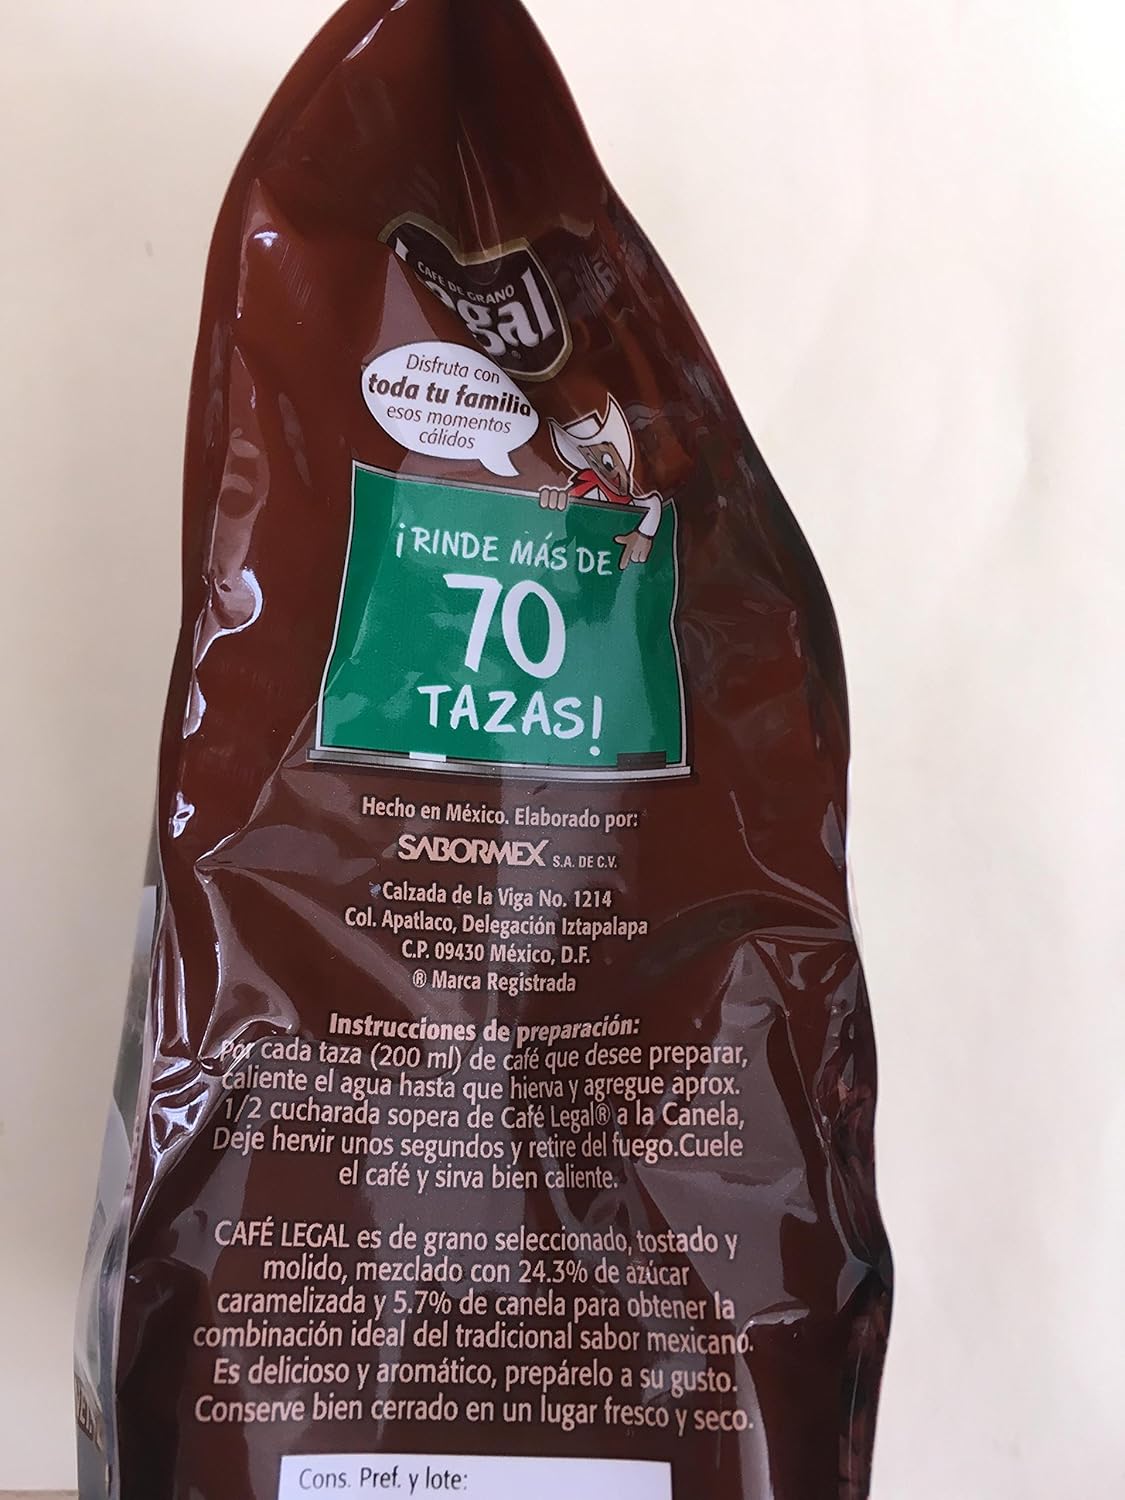 CAFÉ DE GRANO
Disfruta con
toda tu familia
esos momentos
cálidos
¡RINDE MÁS DE
70
TAZAS!
Hecho en México. Elaborado por:
SABORMEX S.A. DE C.V.
Calzada de la Viga No. 1214
Col. Apatlaco, Delegación Iztapalapa
C.P. 09430 México, D.F.
® Marca Registrada
Instrucciones de preparación:
Por cada taza (200 ml) de café que desee preparar,
caliente el agua hasta que hierva y agregue aprox.
1/2 cucharada sopera de Café Legal® a la Canela,
Deje hervir unos segundos y retire del fuego.Cuele
el café y sirva bien caliente.
CAFÉ LEGAL es de grano seleccionado, tostado y
molido, mezclado con 24.3% de azúcar
caramelizada y 5.7% de canela para obtener la
combinación ideal del tradicional sabor mexicano.
Es delicioso y aromático, prepárelo a su gusto.
Conserve bien cerrado en un lugar fresco y seco.
Cons. Pref. y lote: